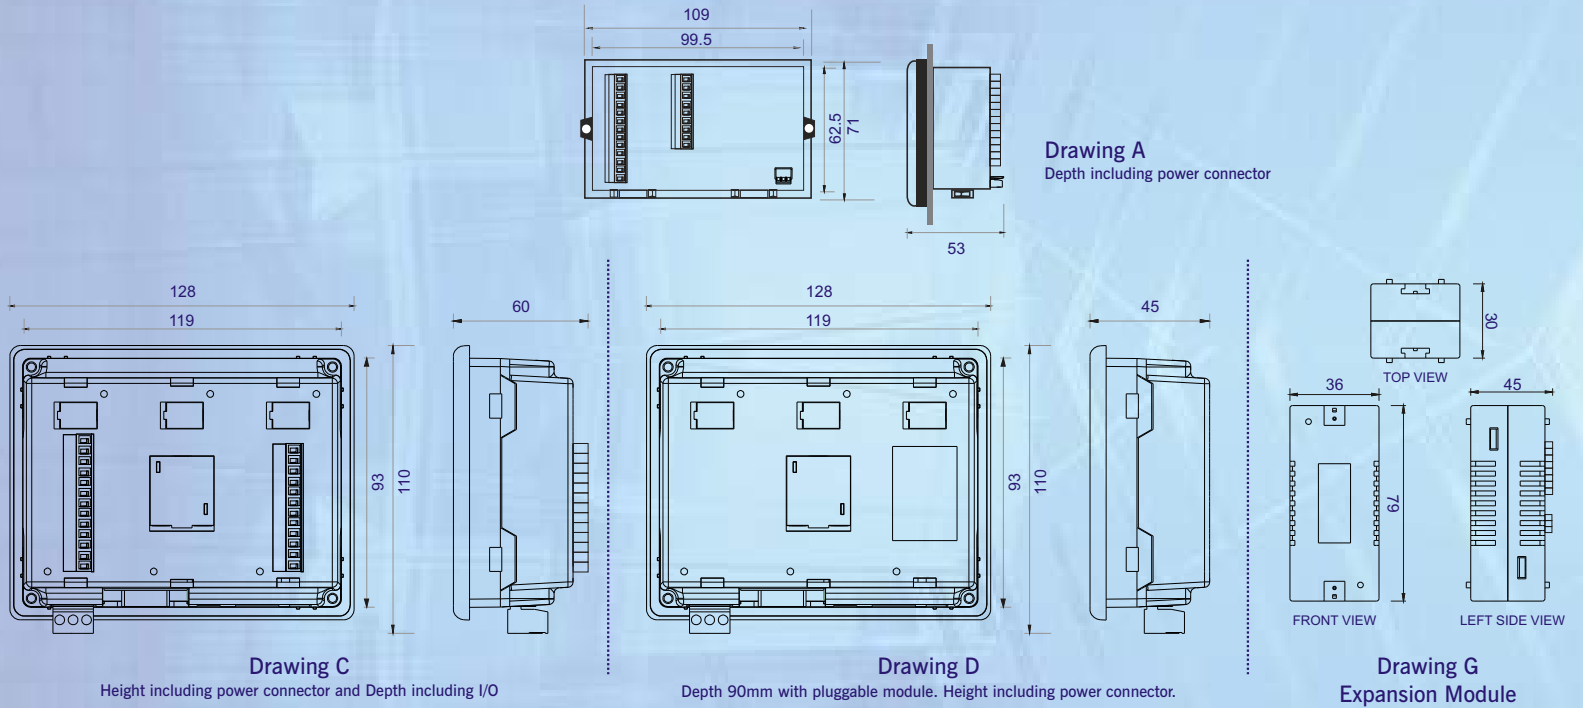 109
99.5
62.5
71
53
Drawing A
Depth including power connector
128
119
60
93
110
Drawing C
Height including power connector and Depth including I/O
128
119
45
93
110
Drawing D
Depth 90mm with pluggable module. Height including power connector.
30
TOP VIEW
36
79
FRONT VIEW
45
LEFT SIDE VIEW
Drawing G
Expansion Module